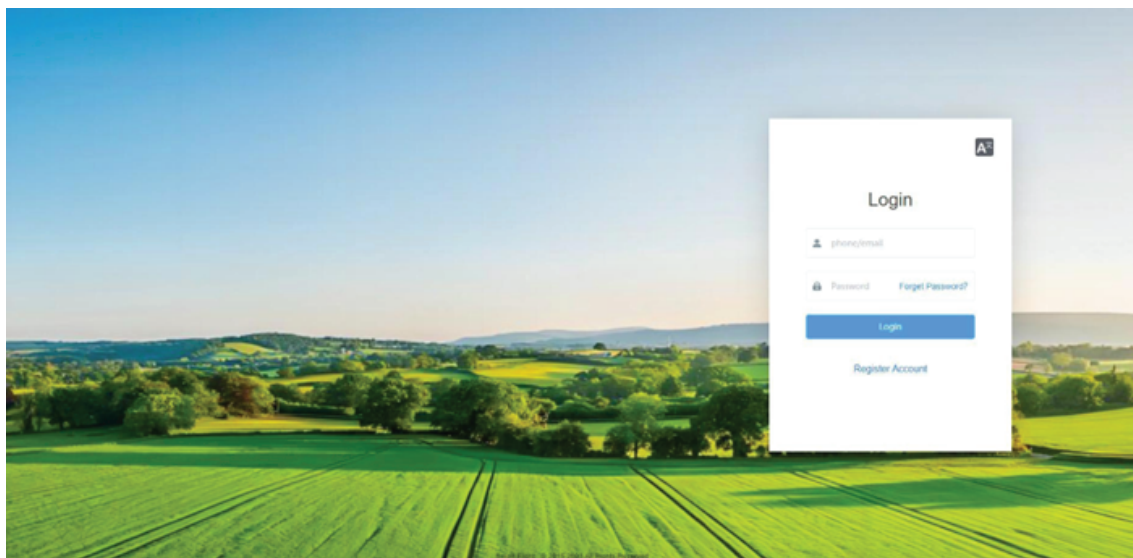 A
Login
phone/email
Password Forget Password?
Login
Register Account